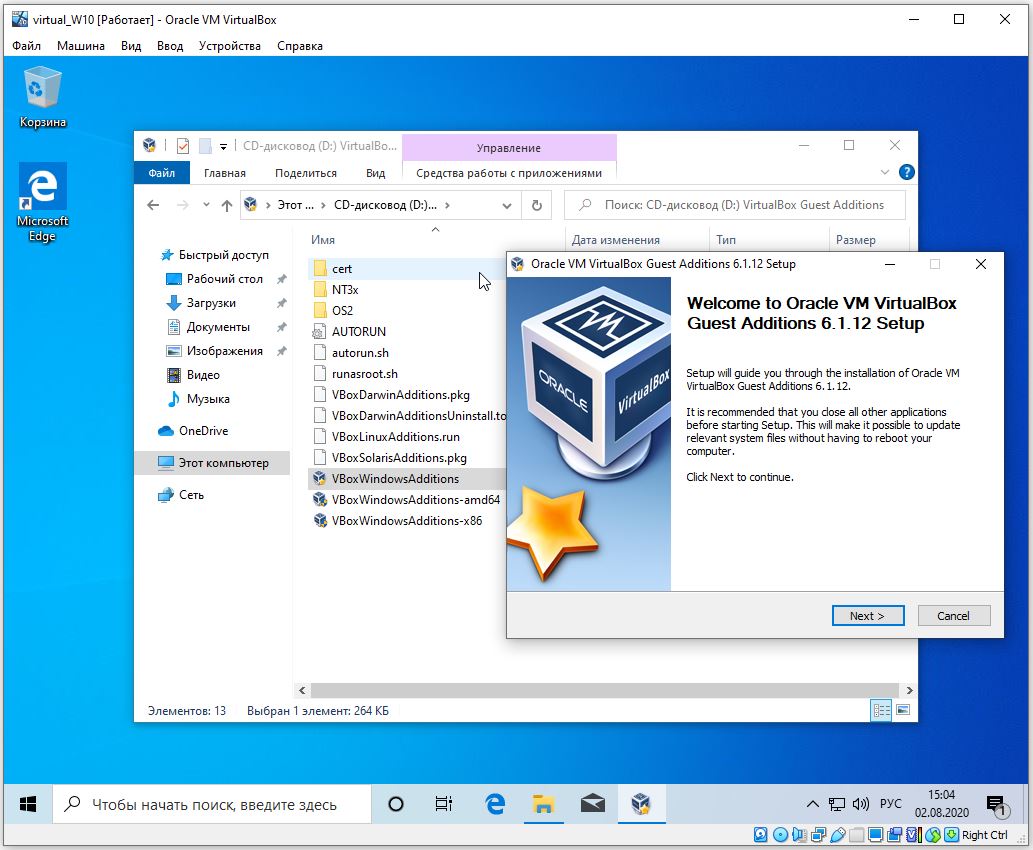 virtual_W10 [Работает] - Oracle VM VirtualBox
Файл Машина Вид Ввод Устройства Справка
Корзина
Microsoft
Edge
CD-дисковод (D:) VirtualBo...
Управление
Файл Главная Поделиться Вид Средства работы с приложениями
Этот ... CD-дисковод (D:)...
Поиск: CD-дисковод (D:) VirtualBox Guest Additions
Быстрый доступ
Рабочий стол
Загрузки
Документы
Изображения
Видео
Музыка
OneDrive
Этот компьютер
Сеть
Имя Дата изменения Тип Размер
cert
NT3x
OS2
AUTORUN
autorun.sh
runasroot.sh
VBoxDarwinAdditions.pkg
VBoxDarwinAdditionsUninstall.to
VBoxLinuxAdditions.run
VBoxSolarisAdditions.pkg
VBoxWindowsAdditions
VBoxWindowsAdditions-amd64
VBoxWindowsAdditions-x86
Элементов: 13 Выбран 1 элемент: 264 КБ
Oracle VM VirtualBox Guest Additions 6.1.12 Setup
ORACLE
VirtualBox
Welcome to Oracle VM VirtualBox
Guest Additions 6.1.12 Setup
Setup will guide you through the installation of Oracle VM
VirtualBox Guest Additions 6.1.12.
It is recommended that you close all other applications
before starting Setup. This will make it possible to update
relevant system files without having to reboot your
computer.
Click Next to continue.
Next > Cancel
Чтобы начать поиск, введите здесь
РУС
15:04
02.08.2020
1
Right Ctrl